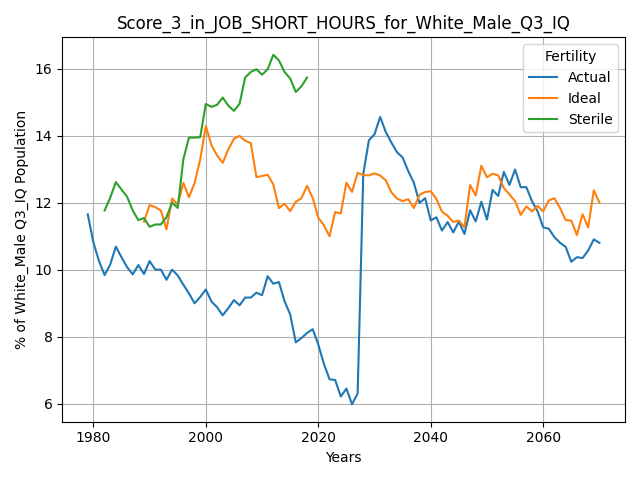 Score_3_in_JOB_SHORT_HOURS_for_White_Male_Q3_IQ
Fertility
Actual
Ideal
Sterile
% of White_Male Q3_IQ Population
16
14
12
10
8
6
1980
2000
2020
2040
2060
Years